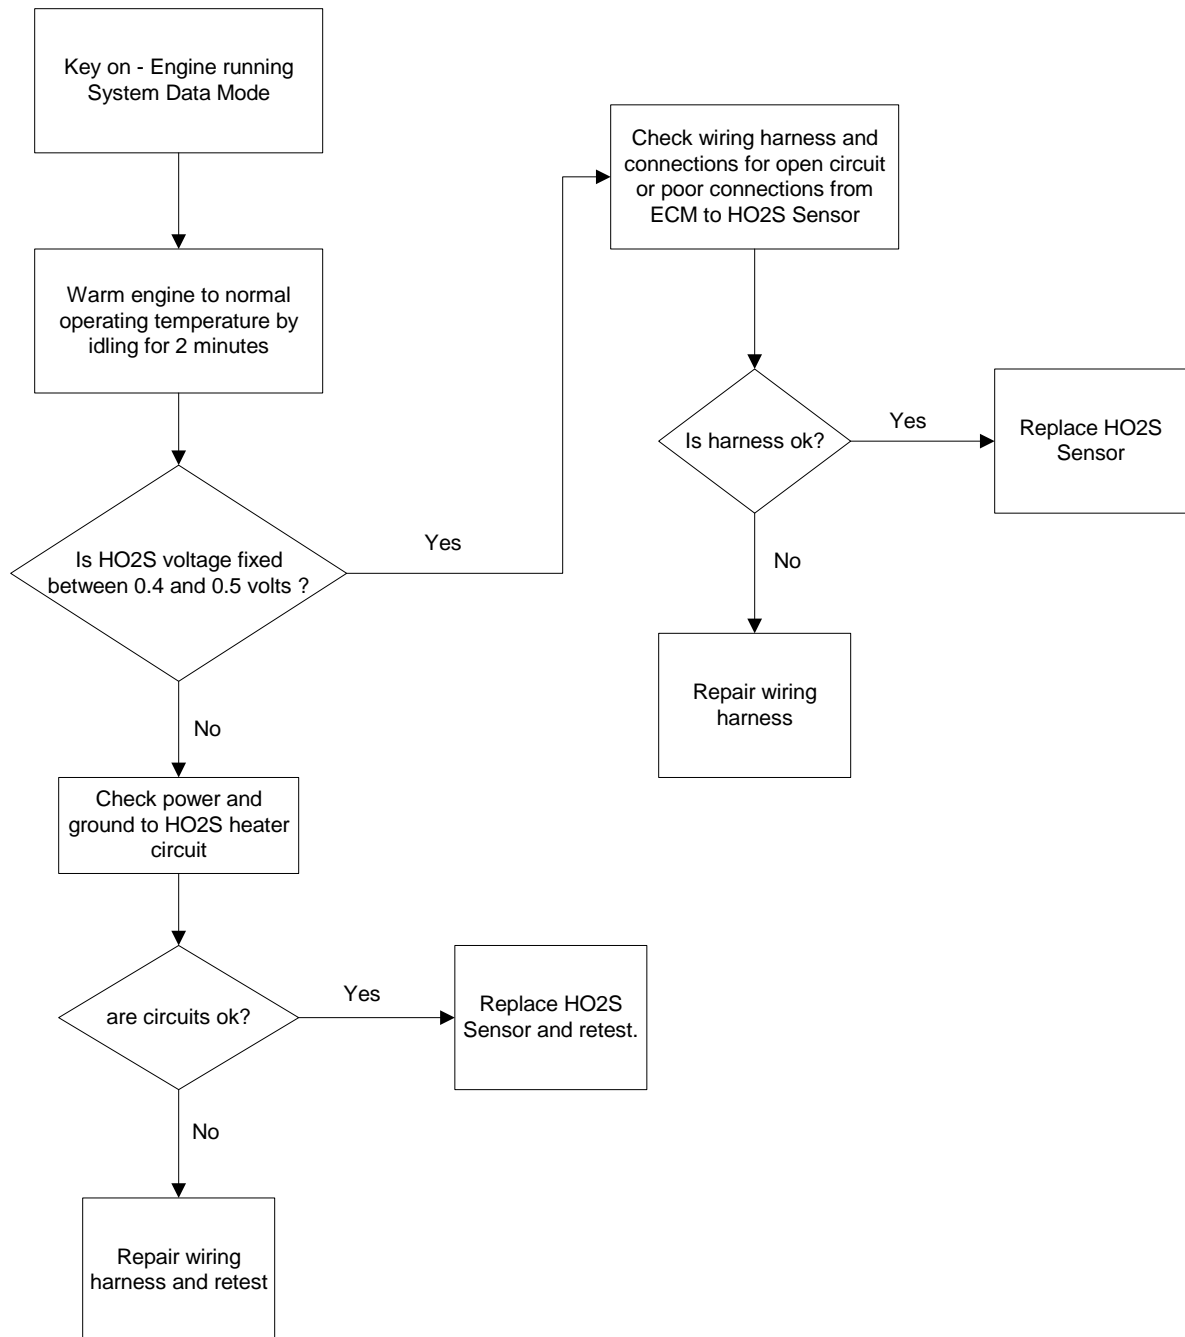 Key on - Engine running
System Data Mode
Warm engine to normal
operating temperature by
idling for 2 minutes
Is HO2S voltage fixed
between 0.4 and 0.5 volts ?
Yes
Check wiring harness and
connections for open circuit
or poor connections from
ECM to HO2S Sensor
Is harness ok?
Yes
Replace HO2S
Sensor
No
Repair wiring
harness
No
Check power and
ground to HO2S heater
circuit
are circuits ok?
Yes
Replace HO2S
Sensor and retest.
No
Repair wiring
harness and retest